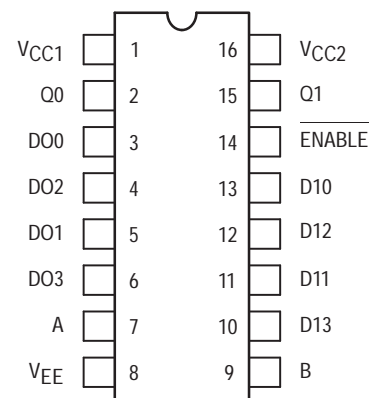 VCC1 1 16 VCC2
Q0 2 15 Q1
DO0 3 14 ENABLE
DO2 4 13 D10
DO1 5 12 D12
DO3 6 11 D11
A 7 10 D13
VEE 8 9 B